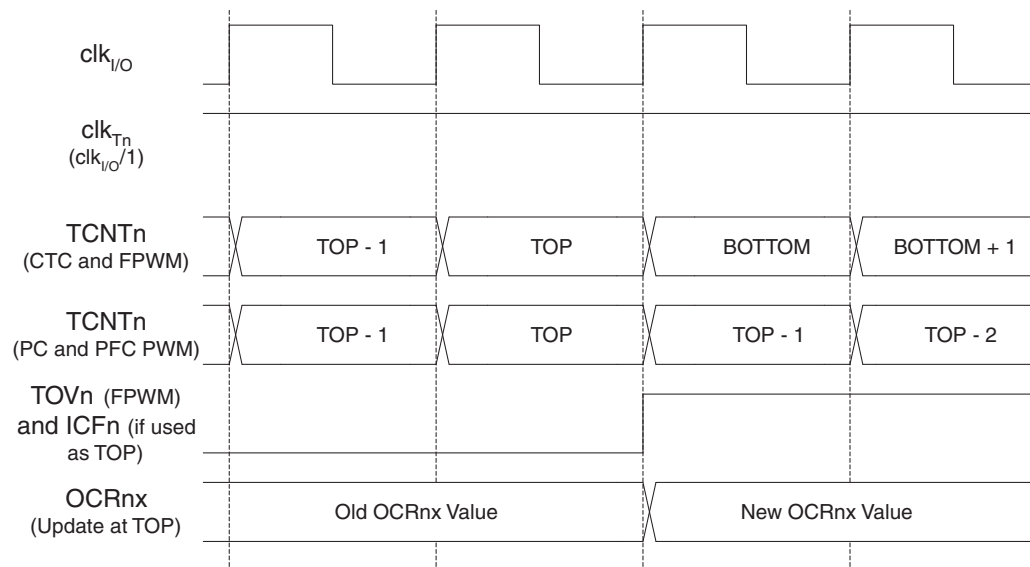 clkI/O
clkTn
(clkI/O/1)
TCNTn
(CTC and FPWM)
TOP - 1
TOP
BOTTOM
BOTTOM + 1
TCNTn
(PC and PFC PWM)
TOP - 1
TOP
TOP - 1
TOP - 2
TOVn (FPWM)
and ICFn (if used
as TOP)
OCRnx
(Update at TOP)
Old OCRnx Value
New OCRnx Value